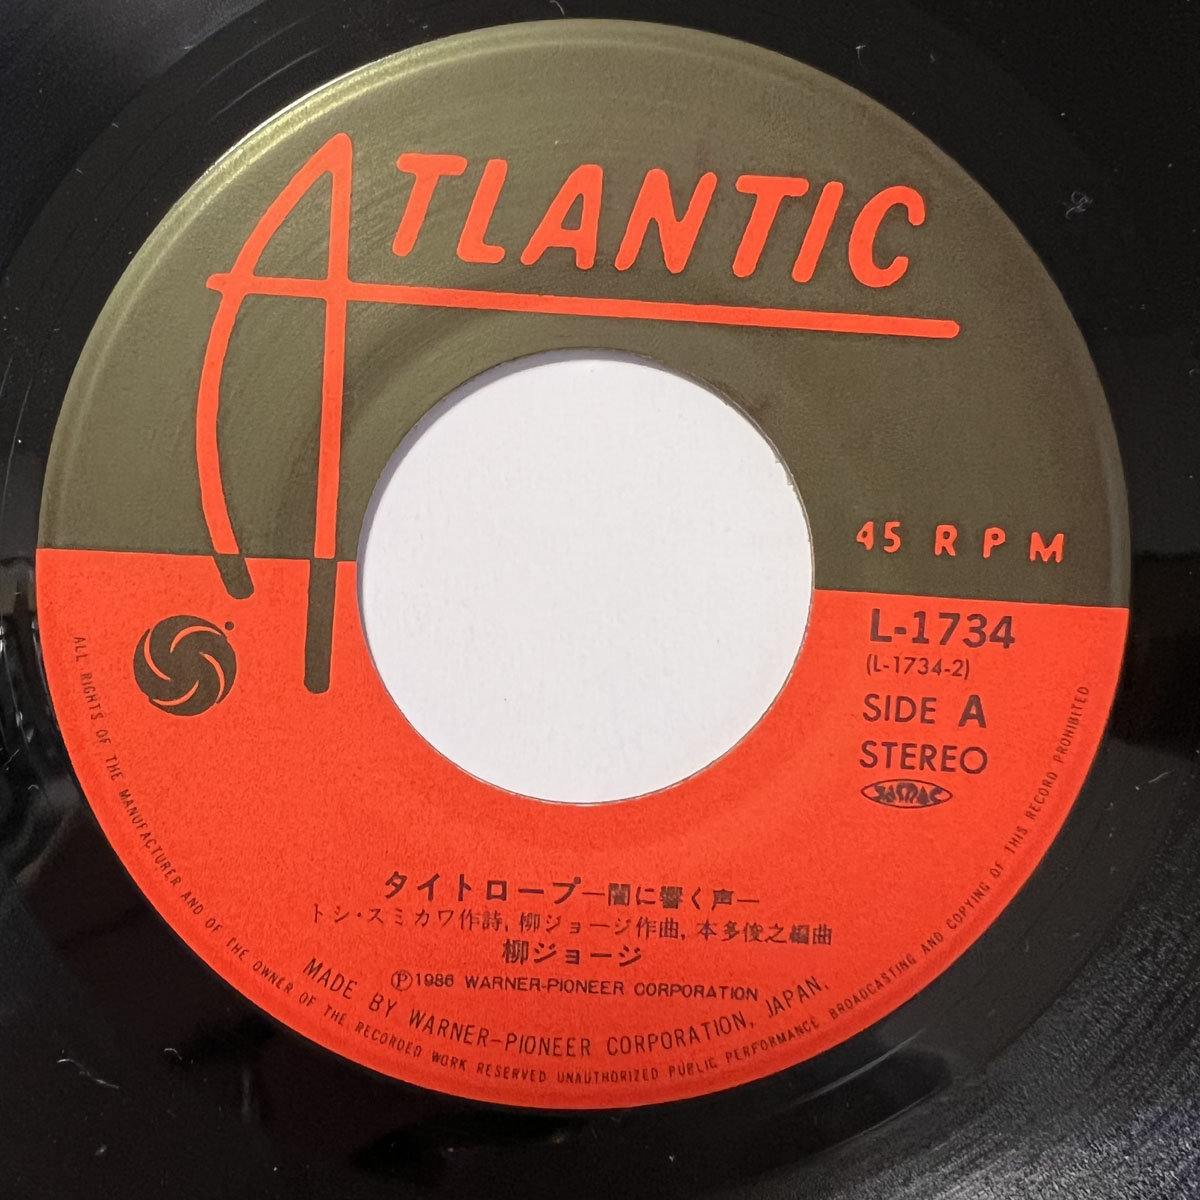 ATLANTIC
45 RPM
L-1734
(L-1734-2)
SIDE A
STEREO
タイトロープ—闇に響く声—
トシ・スミカワ作詩, 柳ジョージ作曲, 本多俊之編曲
柳ジョージ
Ⓟ1986 WARNER-PIONEER CORPORATION
MADE BY WARNER-PIONEER CORPORATION, JAPAN.
ALL RIGHTS OF THE MANUFACTURER AND OF THE OWNER OF THE RECORDED WORK RESERVED UNAUTHORIZED PUBLIC PERFORMANCE BROADCASTING AND COPYING OF THIS RECORD PROHIBITED